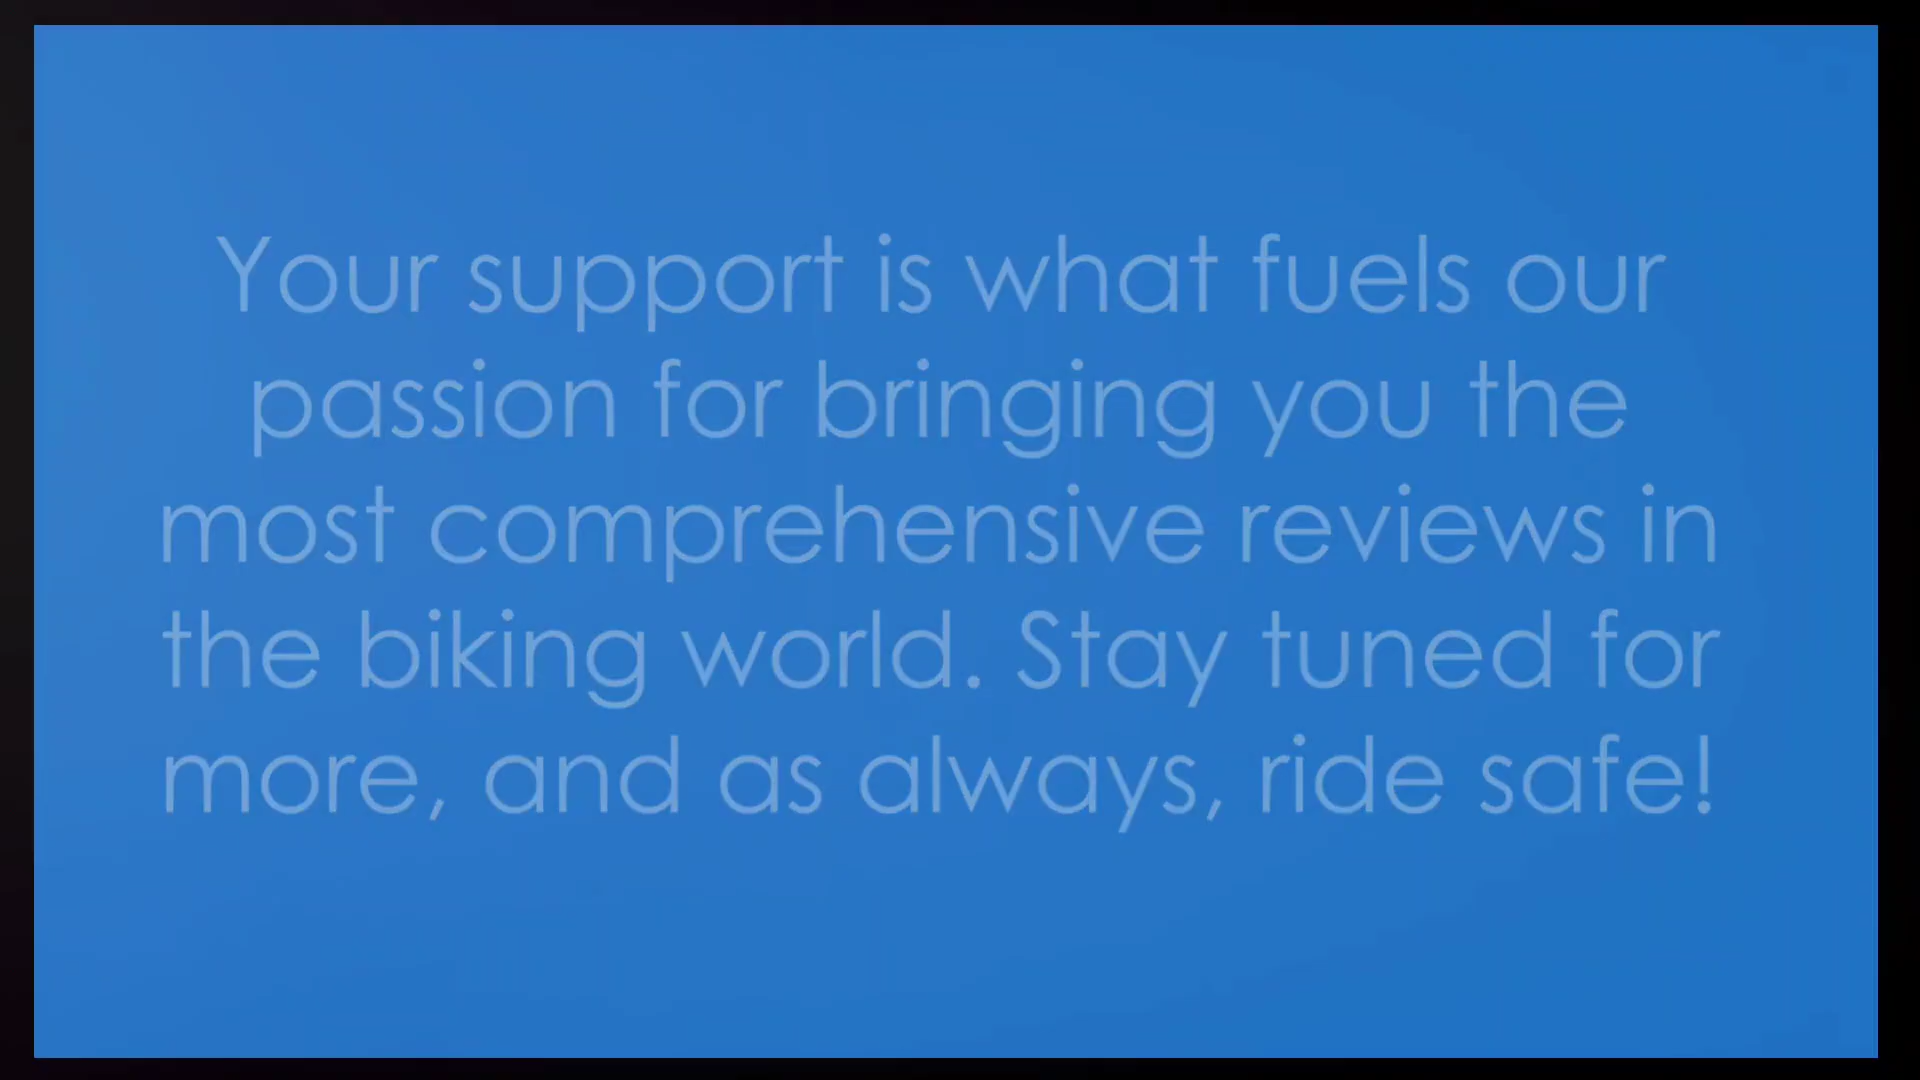 Your support is what fuels our
passion for bringing you the
most comprehensive reviews in
the biking world. Stay tuned for
more, and as always, ride safe!